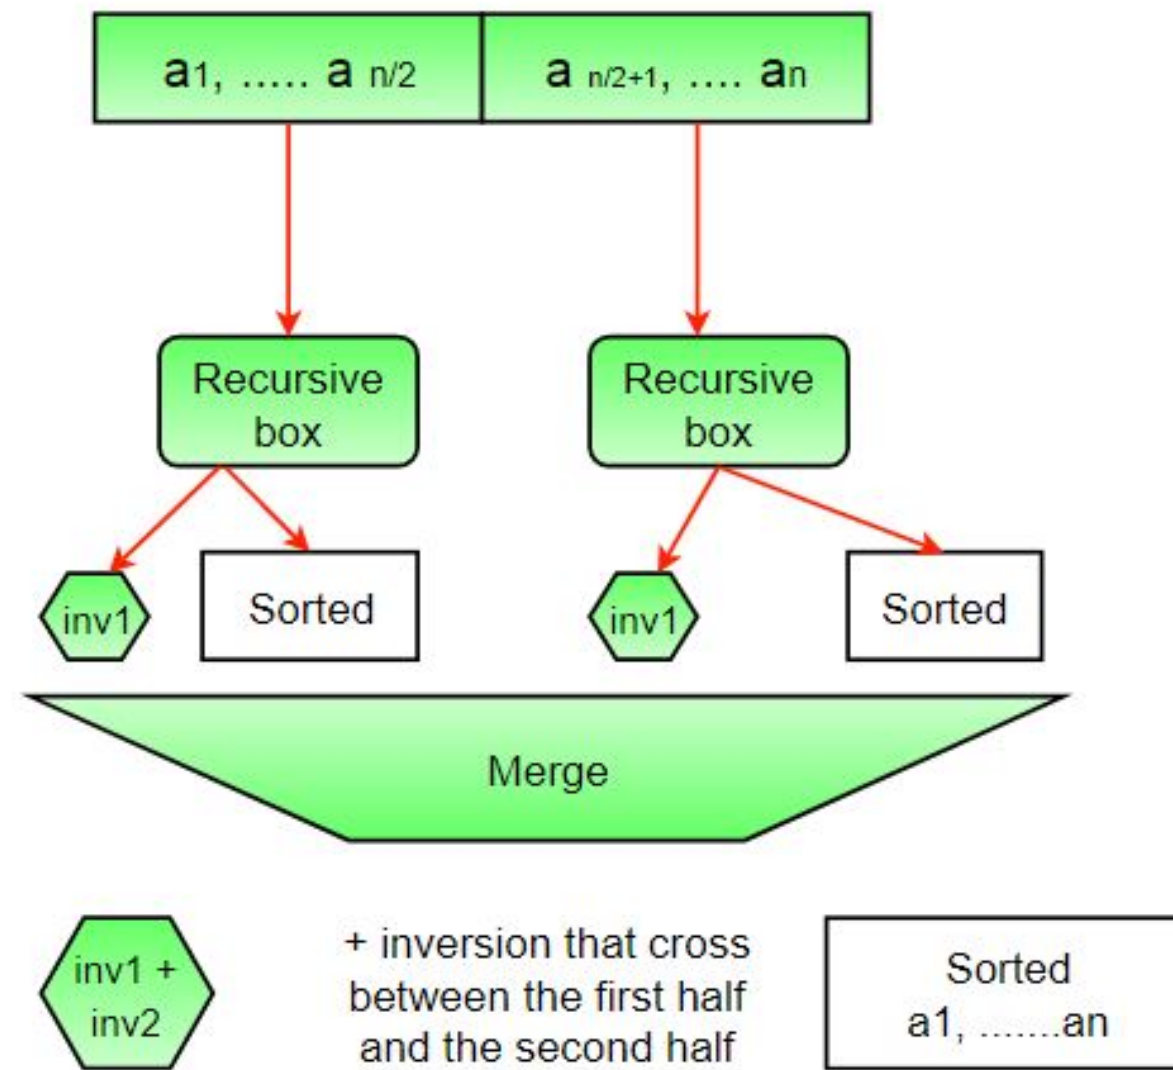 a1, ..... a n/2
a n/2+1, .... an
Recursive
box
Recursive
box
inv1
Sorted
inv1
Sorted
Merge
inv1 +
inv2
+ inversion that cross
between the first half
and the second half
Sorted
a1, .......an